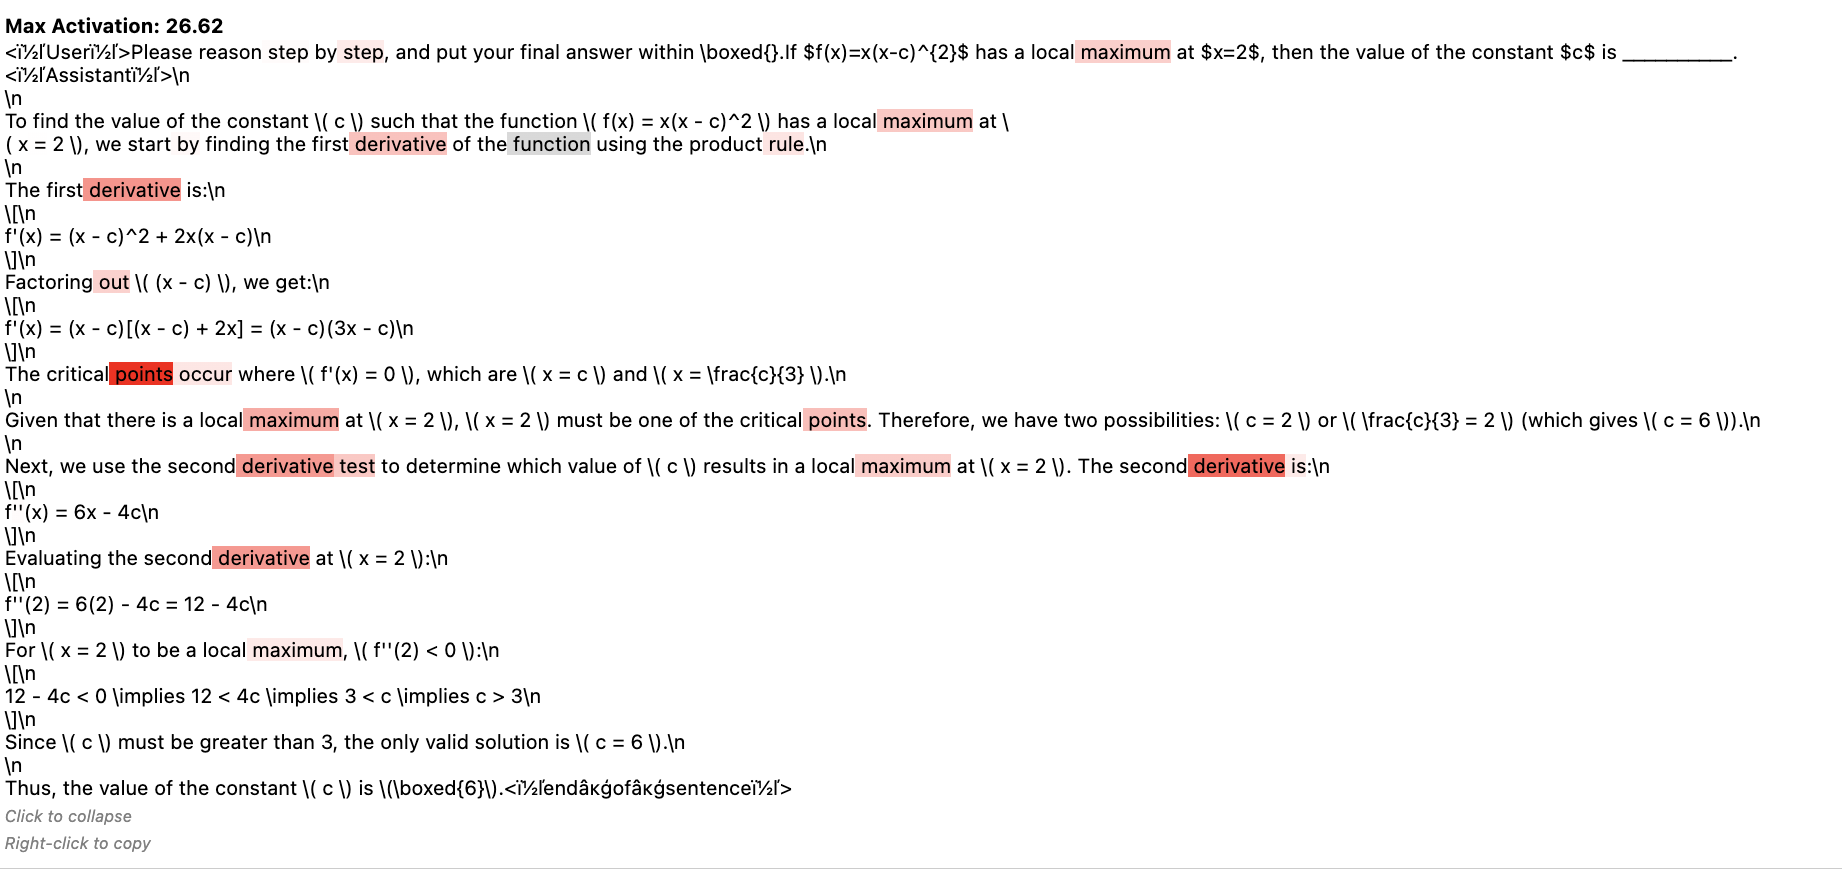 Max Activation: 26.62
<ï½ľUserï½ľ>Please reason step by step, and put your final answer within \boxed{}.If $f(x)=x(x-c)^{2}$ has a local maximum at $x=2$, then the value of the constant $c$ is __________.
<ï½ľAssistantï½ľ>\n
\n
To find the value of the constant \( c \) such that the function \( f(x) = x(x - c)^2 \) has a local maximum at \
( x = 2 \), we start by finding the first derivative of the function using the product rule.\n
\n
The first derivative is:\n
\[\n
f'(x) = (x - c)^2 + 2x(x - c)\n
\]\n
Factoring out \( (x - c) \), we get:\n
\[\n
f'(x) = (x - c)[(x - c) + 2x] = (x - c)(3x - c)\n
\]\n
The critical points occur where \( f'(x) = 0 \), which are \( x = c \) and \( x = \frac{c}{3} \).\n
\n
Given that there is a local maximum at \( x = 2 \), \( x = 2 \) must be one of the critical points. Therefore, we have two possibilities: \( c = 2 \) or \( \frac{c}{3} = 2 \) (which gives \( c = 6 \)).\n
\n
Next, we use the second derivative test to determine which value of \( c \) results in a local maximum at \( x = 2 \). The second derivative is:\n
\[\n
f''(x) = 6x - 4c\n
\]\n
Evaluating the second derivative at \( x = 2 \):\n
\[\n
f''(2) = 6(2) - 4c = 12 - 4c\n
\]\n
For \( x = 2 \) to be a local maximum, \( f''(2) < 0 \):\n
\[\n
12 - 4c < 0 \implies 12 < 4c \implies 3 < c \implies c > 3\n
\]\n
Since \( c \) must be greater than 3, the only valid solution is \( c = 6 \).\n
\n
Thus, the value of the constant \( c \) is \(\boxed{6}\).<ï½ľendâĸģofâĸģsentenceï½ľ>
Click to collapse
Right-click to copy